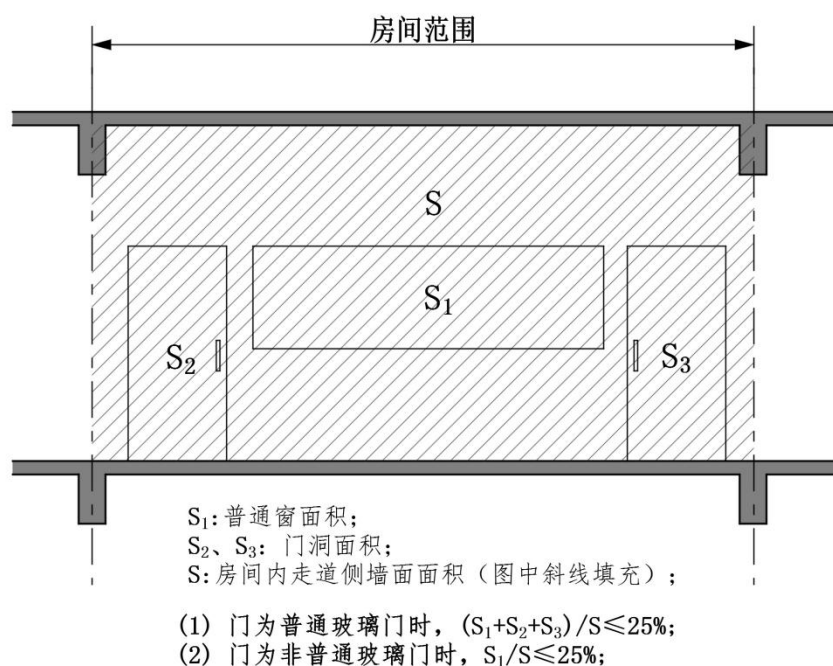 房间范围
S
S₁
S₂
S₃
S₁:普通窗面积;
S₂、S₃: 门洞面积;
S:房间内走道侧墙面面积（图中斜线填充）;
(1) 门为普通玻璃门时, (S₁+S₂+S₃)/S≤25%;
(2) 门为非普通玻璃门时, S₁/S≤25%;